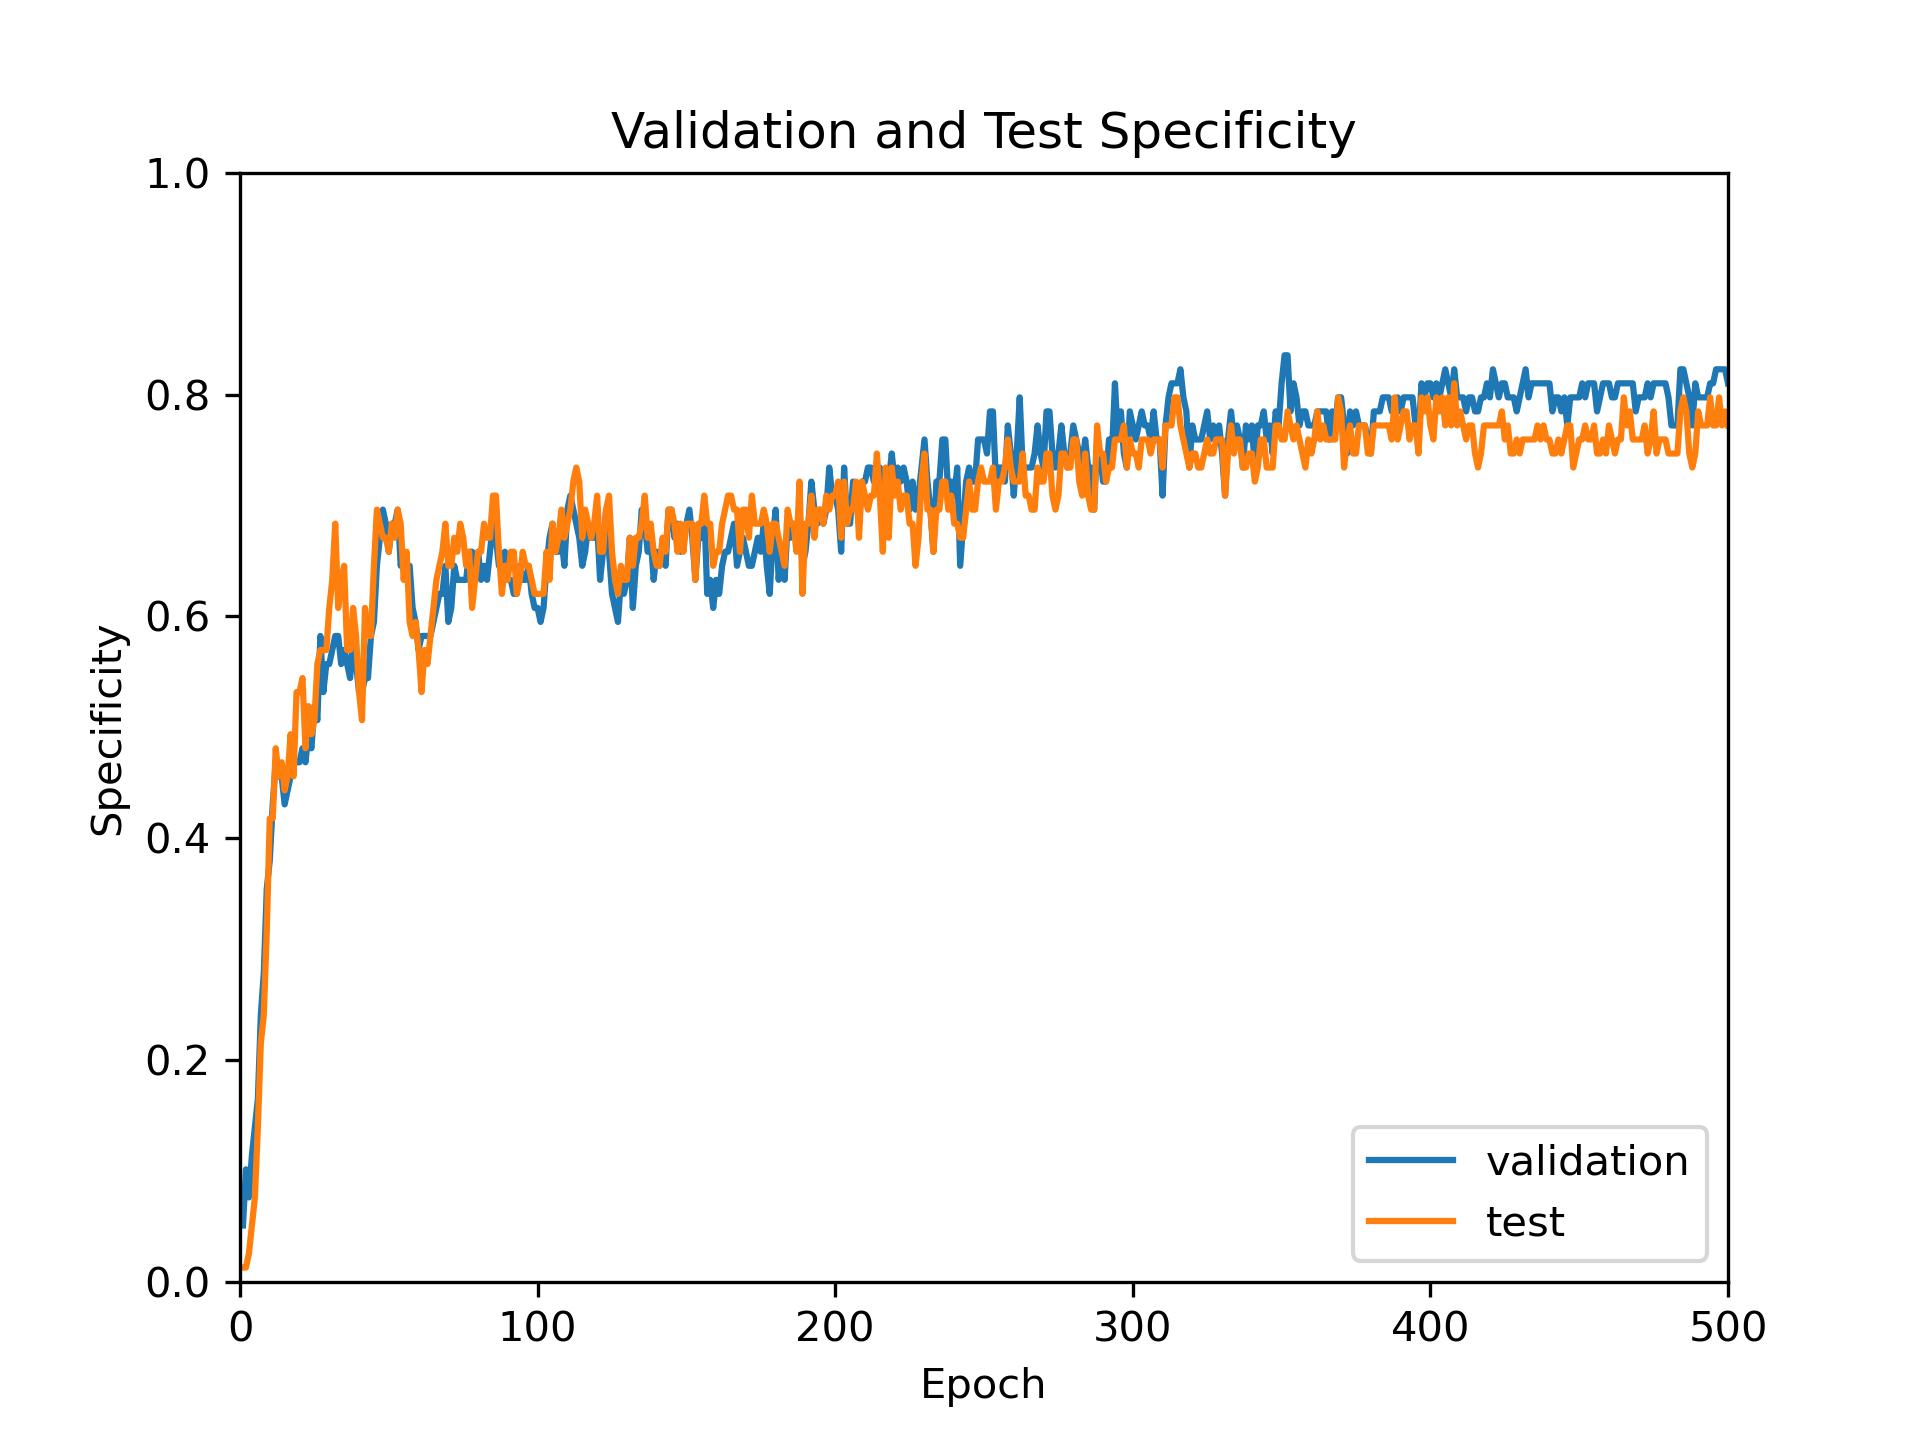 Validation and Test Specificity
1.0
0.8
0.6
0.4
0.2
0.0
Specificity
0 100 200 300 400 500
Epoch
validation
test